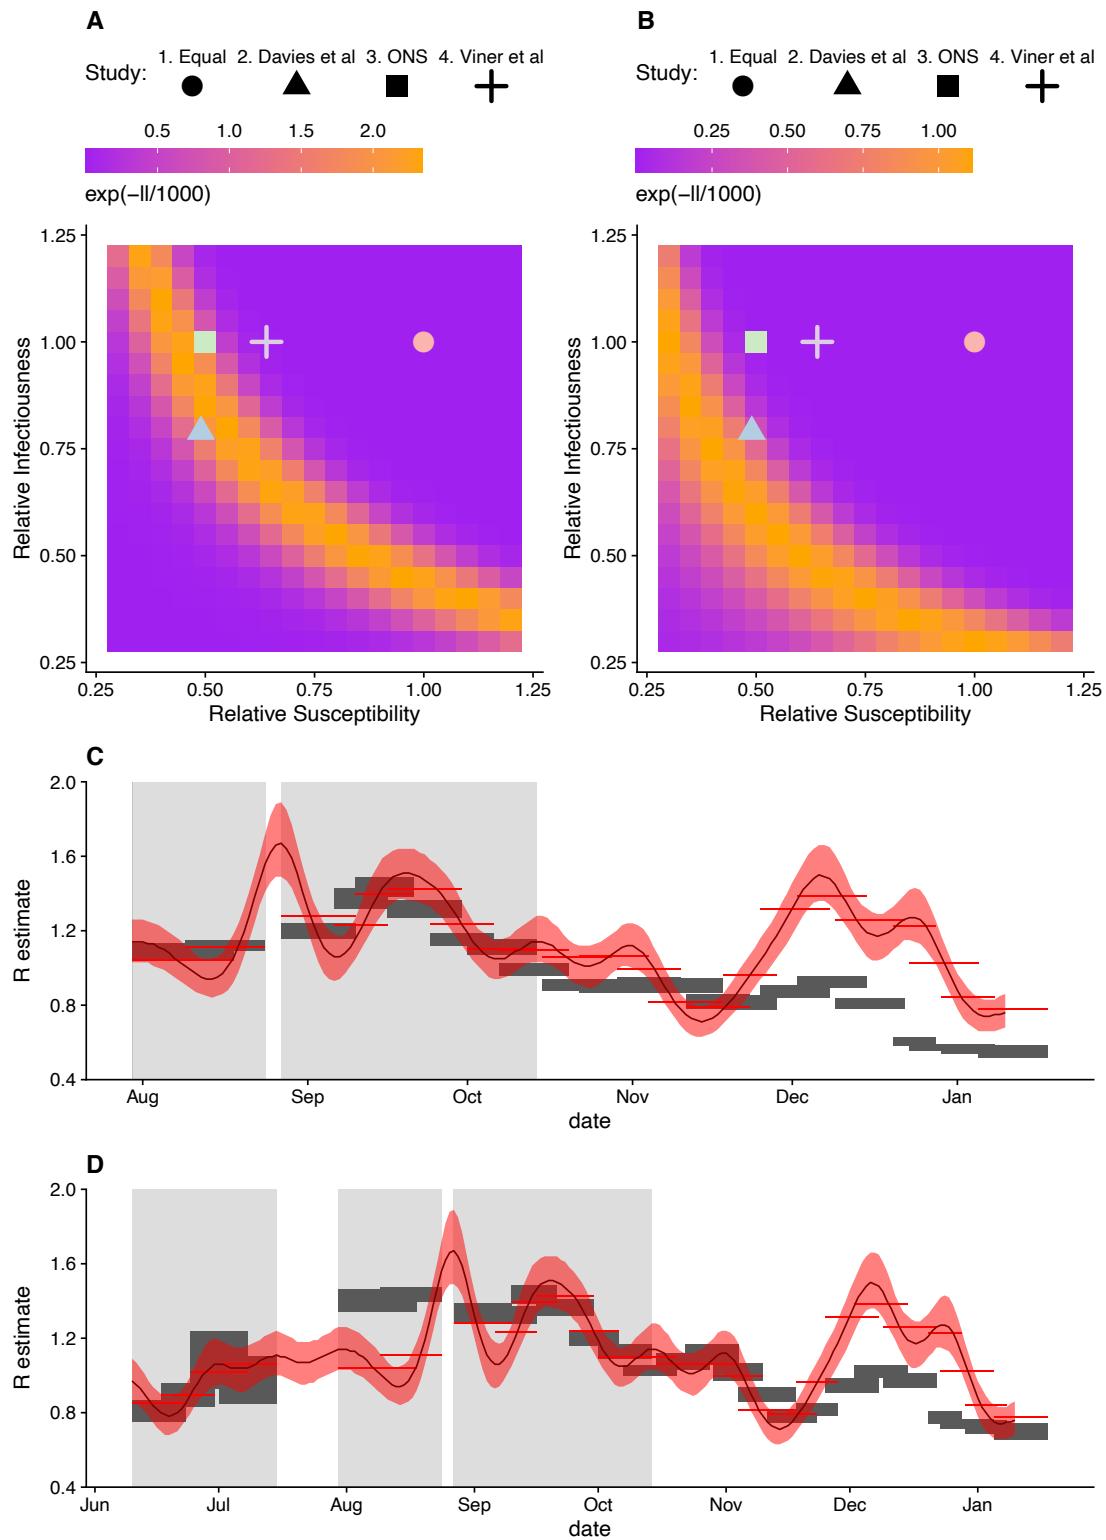 A
Study:
1. Equal 2. Davies et al 3. ONS 4. Viner et al
0.5 1.0 1.5 2.0
exp(−ll/1000)
1.25
1.00
0.75
0.50
0.25
Relative Infectiousness
0.25 0.50 0.75 1.00 1.25
Relative Susceptibility
B
Study:
1. Equal 2. Davies et al 3. ONS 4. Viner et al
0.25 0.50 0.75 1.00
exp(−ll/1000)
1.25
1.00
0.75
0.50
0.25
Relative Infectiousness
0.25 0.50 0.75 1.00 1.25
Relative Susceptibility
C
2.0
1.6
1.2
0.8
0.4
R estimate
Aug Sep Oct Nov Dec Jan
date
D
2.0
1.6
1.2
0.8
0.4
R estimate
Jun Jul Aug Sep Oct Nov Dec Jan
date